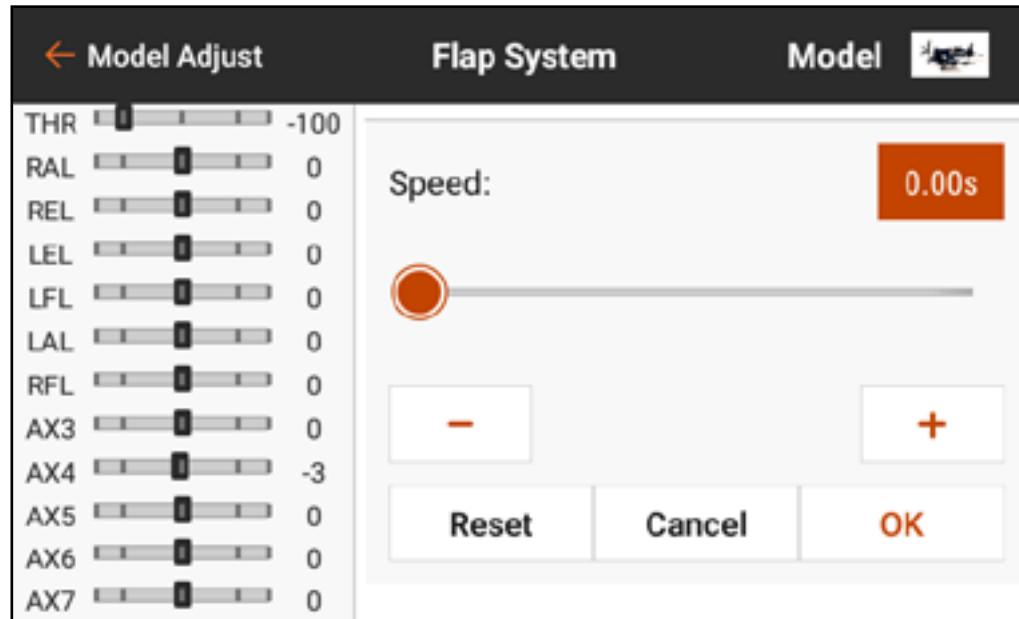 ← Model Adjust Flap System Model
THR -100
RAL 0
REL 0
LEL 0
LFL 0
LAL 0
RFL 0
AX3 0
AX4 -3
AX5 0
AX6 0
AX7 0
Speed: 0.00s
− +
Reset Cancel OK